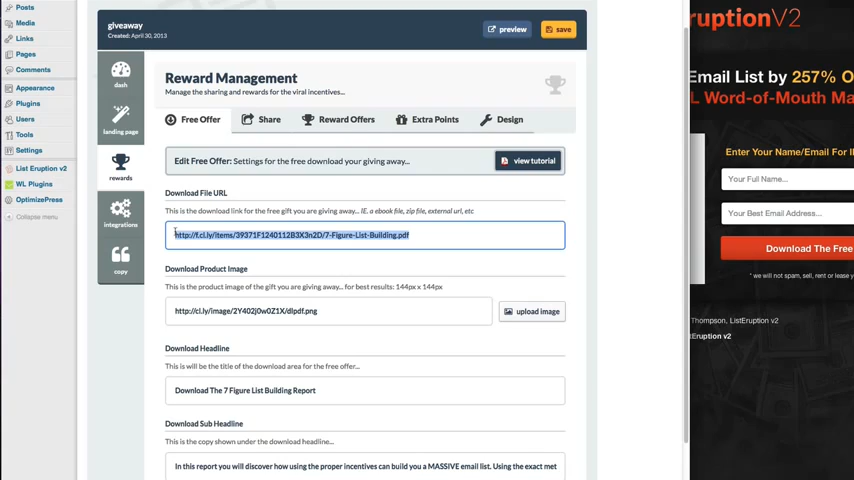 Posts
Media
Links
Pages
Comments
Appearance
Plugins
Users
Tools
Settings
List Eruption v2
WL Plugins
OptimizePress
Collapse menu
giveaway
Created: April 30, 2013
preview
save
dash
landing page
rewards
integrations
copy
Reward Management
Manage the sharing and rewards for the viral incentives...
Free Offer
Share
Reward Offers
Extra Points
Design
Edit Free Offer: Settings for the free download your giving away...
view tutorial
Download File URL
This is the download link for the free gift you are giving away... IE. a ebook file, zip file, external url, etc
http://f.cl.ly/items/39371F1240112B3X3n2D/7-Figure-List-Building.pdf
Download Product Image
This is the product image of the gift you are giving away... for best results: 144px x 144px
http://cl.ly/image/2Y402j0w0Z1X/dlpdf.png
upload image
Download Headline
This is will be the title of the download area for the free offer...
Download The 7 Figure List Building Report
Download Sub Headline
This is the copy shown under the download headline...
In this report you will discover how using the proper incentives can build you a MASSIVE email list. Using the exact met
ruptionV2
Email List by 257% O
L Word-of-Mouth Ma
Enter Your Name/Email For I
Your Full Name...
Your Best Email Address...
Download The Free
* we will not spam, sell, rent or lease y
Thompson, ListEruption v2
tEruption v2